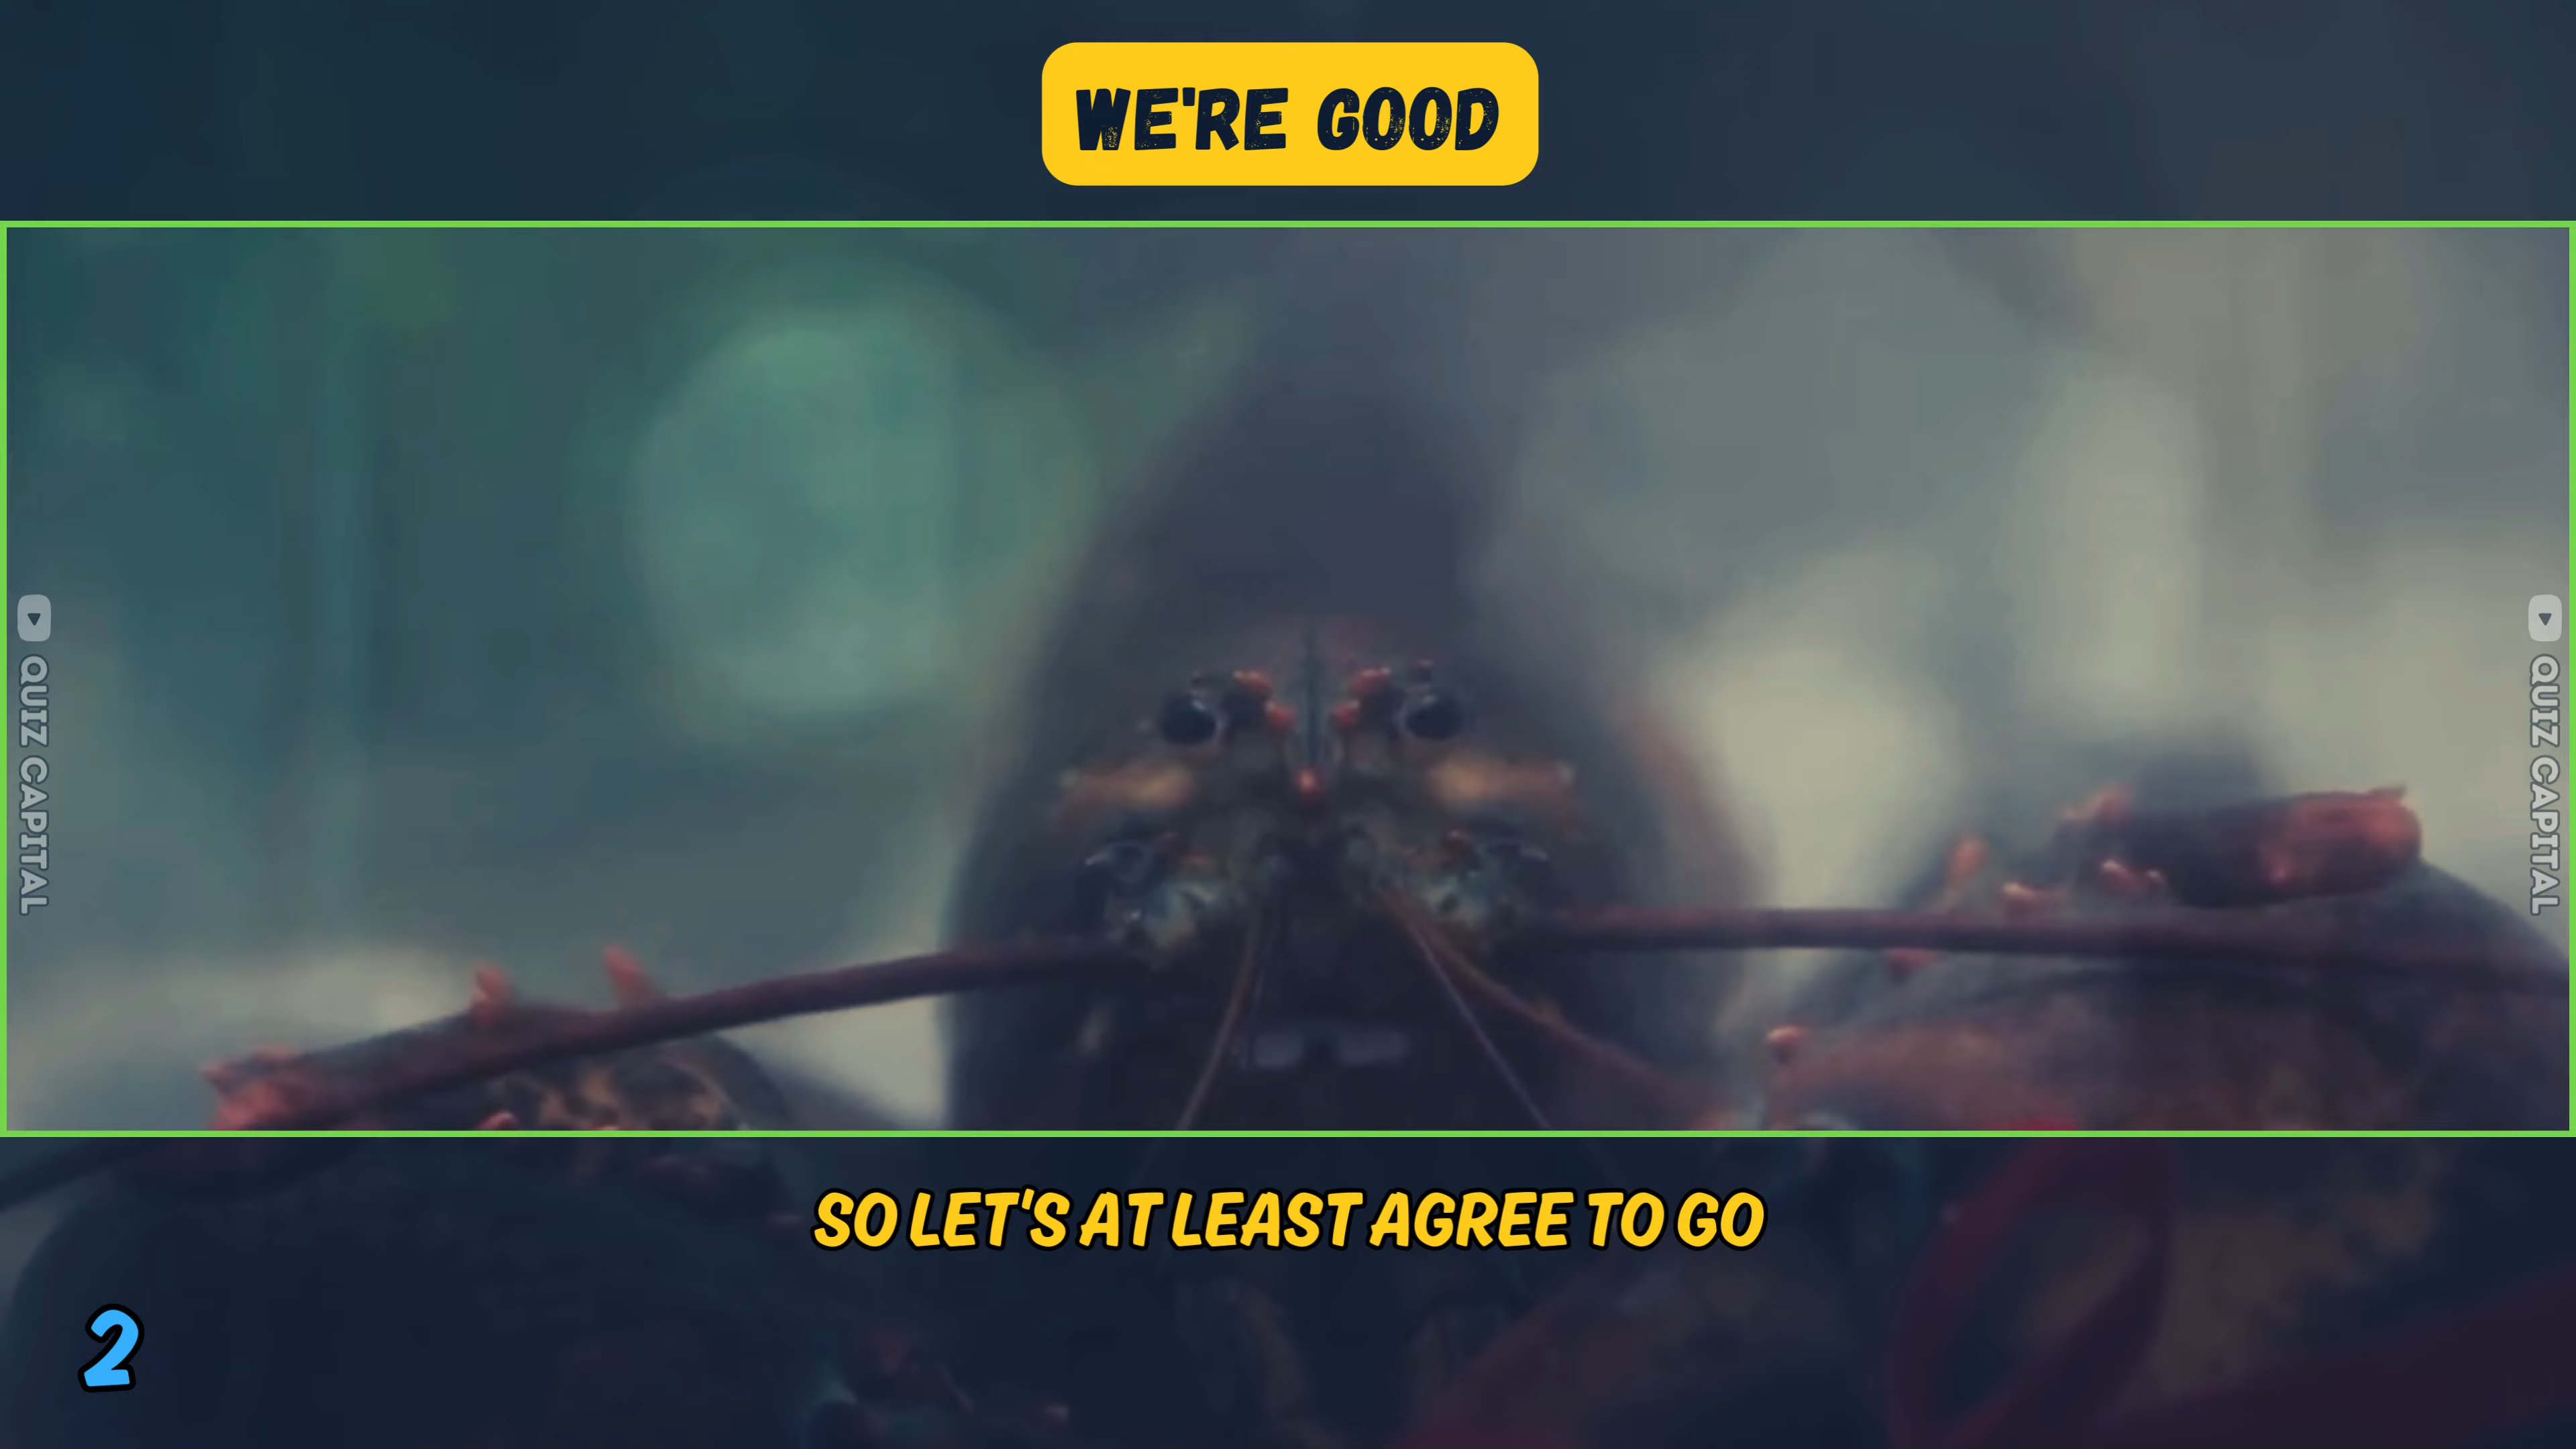 WE'RE GOOD
QUIZ CAPITAL
QUIZ CAPITAL
SO LET'S AT LEAST AGREE TO GO
2